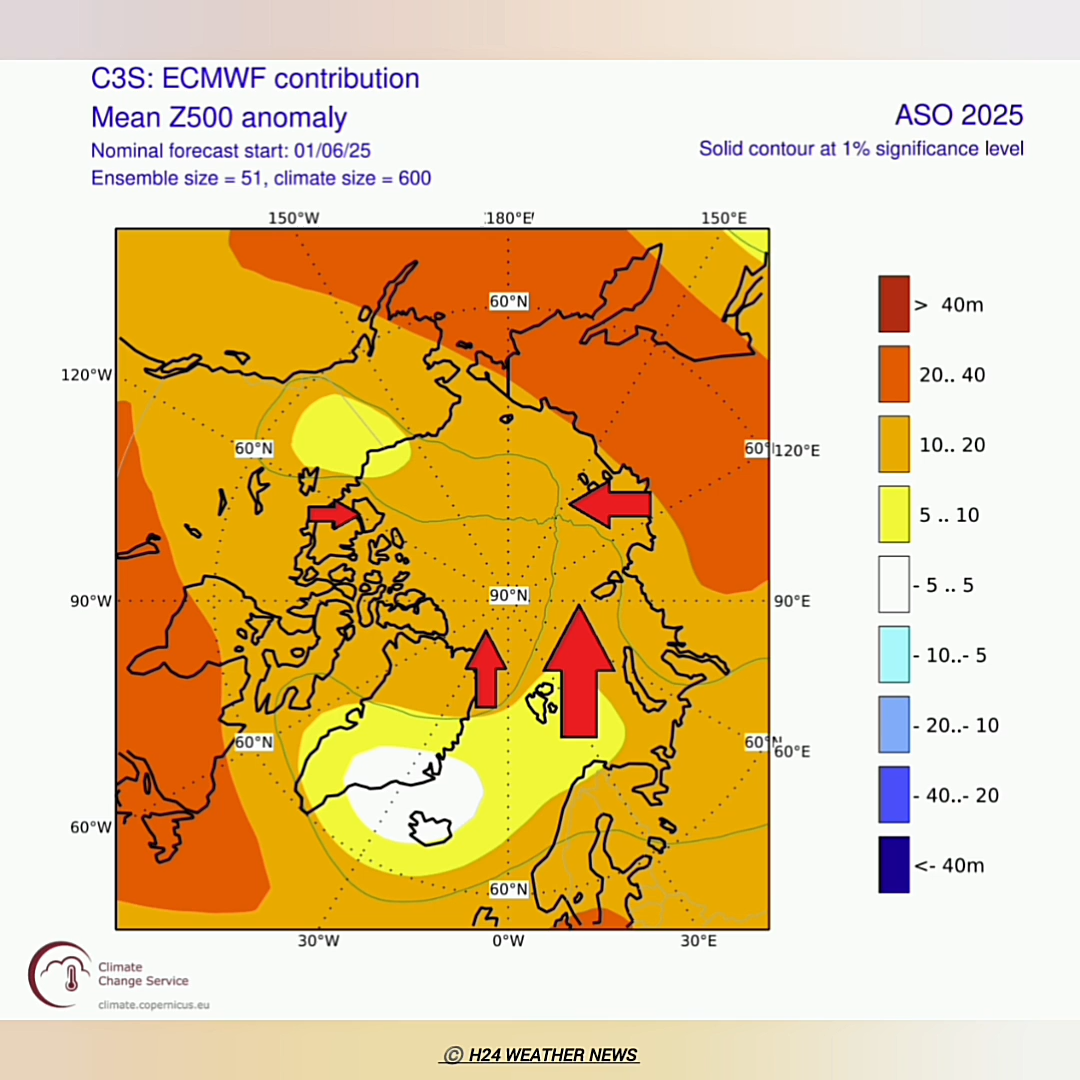 C3S: ECMWF contribution
Mean Z500 anomaly
ASO 2025
Nominal forecast start: 01/06/25
Solid contour at 1% significance level
Ensemble size = 51, climate size = 600
150°W
180°E
150°E
60°N
120°W
60°N
60°
120°E
90°W
90°N
90°E
60°N
60°N
60°E
60°W
60°N
30°W
0°W
30°E
> 40m
20.. 40
10.. 20
5 .. 10
- 5 .. 5
- 10..- 5
- 20..- 10
- 40..- 20
<- 40m
Climate
Change Service
climate.copernicus.eu
© H24 WEATHER NEWS